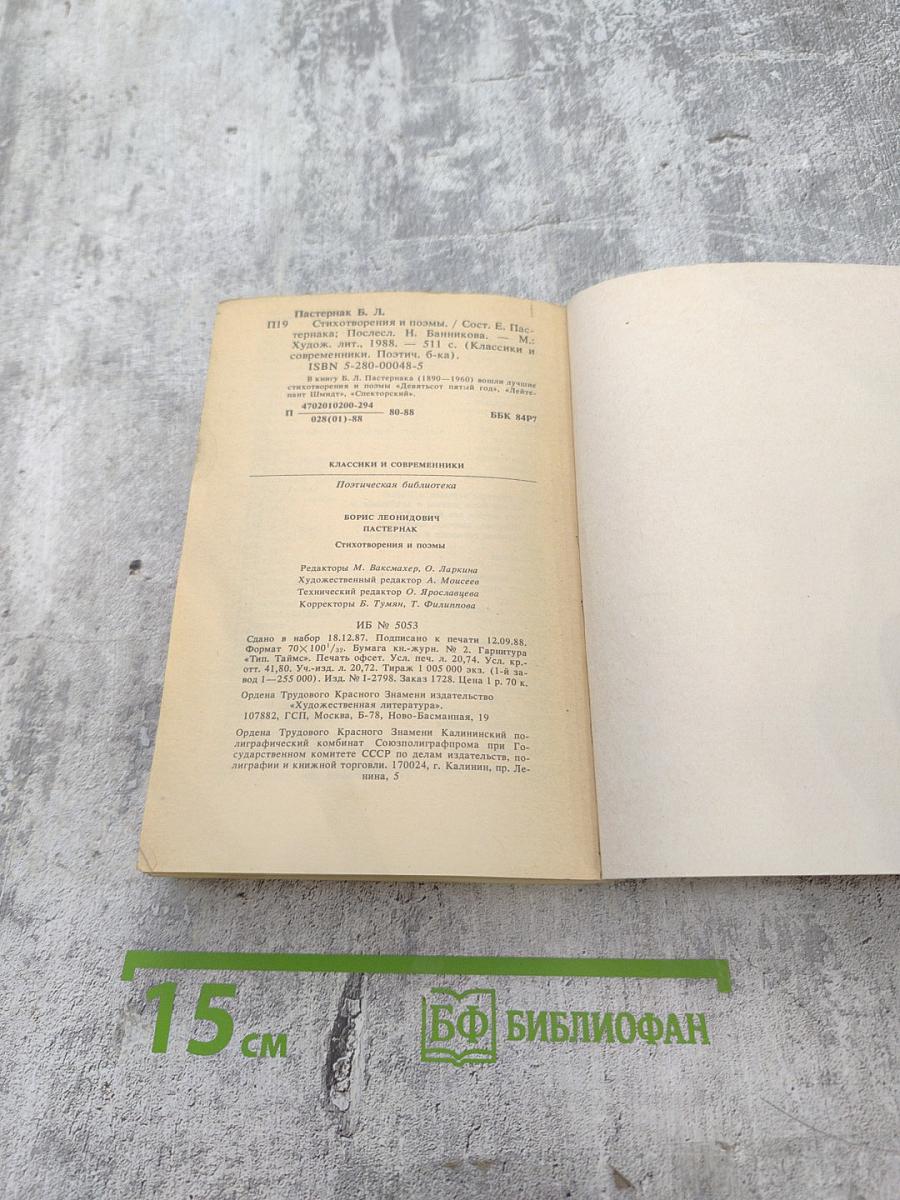 Пастернак Б. Л.
П19 Стихотворения и поэмы. / Сост. Е. Пас-
тернака; Послесл. Н. Банникова. — М.:
Худож. лит., 1988. — 511 с. (Классики и
современники. Поэтич. б-ка).
ISBN 5-280-00048-5
В книгу Б. Л. Пастернака (1890—1960) вошли лучшие
стихотворения и поэмы «Девятьсот пятый год», «Лейте-
нант Шмидт», «Спекторский».
П 4702010200-294 80-88
028(01)-88
ББК 84Р7
КЛАССИКИ И СОВРЕМЕННИКИ
Поэтическая библиотека
БОРИС ЛЕОНИДОВИЧ
ПАСТЕРНАК
Стихотворения и поэмы
Редакторы М. Ваксмахер, О. Ларкина
Художественный редактор А. Моисеев
Технический редактор О. Ярославцева
Корректоры Б. Тумян, Т. Филиппова
ИБ № 5053
Сдано в набор 18.12.87. Подписано к печати 12.09.88.
Формат 70×100¹/₃₂. Бумага кн.-журн. № 2. Гарнитура
«Тип. Таймс». Печать офсет. Усл. печ. л. 20,74. Усл. кр.-
отт. 41,80. Уч.-изд. л. 20,72. Тираж 1 005 000 экз. (1-й за-
вод 1—255 000). Изд. № I-2798. Заказ 1728. Цена 1 р. 70 к.
Ордена Трудового Красного Знамени издательство
«Художественная литература».
107882, ГСП, Москва, Б-78, Ново-Басманная, 19
Ордена Трудового Красного Знамени Калининский по-
лиграфический комбинат Союзполиграфпрома при Го-
сударственном комитете СССР по делам издательств, по-
лиграфии и книжной торговли. 170024, г. Калинин, пр. Ле-
нина, 5
15 см
БФ БИБЛИОФАН